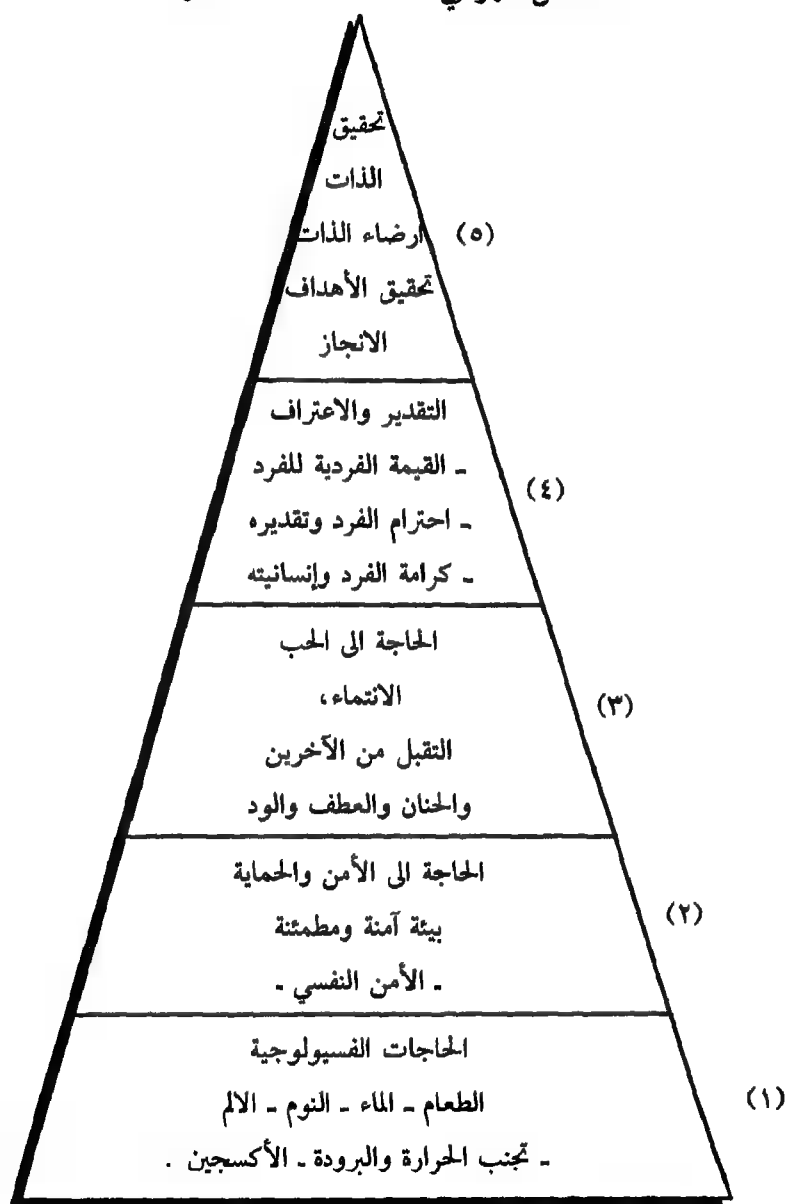 تحقيق
الذات
ارضاء الذات (٥)
تحقيق الأهداف
الانجاز
التقدير والاعتراف
ـ القيمة الفردية للفرد
(٤)
ـ احترام الفرد وتقديره
ـ كرامة الفرد وإنسانيته
الحاجة الى الحب
الانتماء،
(٣)
التقبل من الآخرين
والحنان والعطف والود
الحاجة الى الأمن والحماية
(٢)
بيئة آمنة ومطمئنة
ـ الأمن النفسي ـ
الحاجات الفسيولوجية
الطعام ـ الماء ـ النوم ـ الالم
(١)
ـ تجنب الحرارة والبرودة ـ الأكسجين .